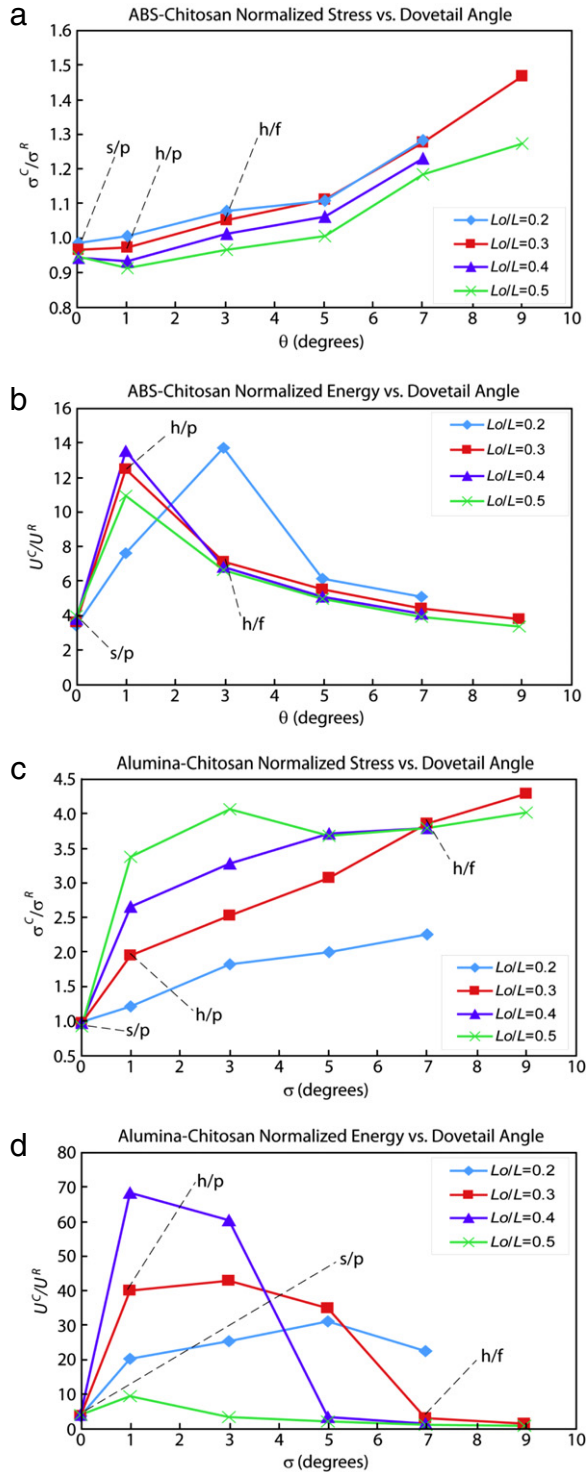 a
ABS-Chitosan Normalized Stress vs. Dovetail Angle
1.6
1.5
1.4
1.3
1.2
1.1
1.0
0.9
0.8
σᶜ/σᴿ
s/p
h/p
h/f
Lo/L=0.2
Lo/L=0.3
Lo/L=0.4
Lo/L=0.5
0 1 2 3 4 5 6 7 8 9 10
θ (degrees)
b
ABS-Chitosan Normalized Energy vs. Dovetail Angle
16
14
12
10
8
6
4
2
0
Uᶜ/Uᴿ
h/p
h/f
s/p
Lo/L=0.2
Lo/L=0.3
Lo/L=0.4
Lo/L=0.5
0 1 2 3 4 5 6 7 8 9 10
θ (degrees)
c
Alumina-Chitosan Normalized Stress vs. Dovetail Angle
4.5
4.0
3.5
3.0
2.5
2.0
1.5
1.0
0.5
σᶜ/σᴿ
h/f
h/p
s/p
Lo/L=0.2
Lo/L=0.3
Lo/L=0.4
Lo/L=0.5
0 1 2 3 4 5 6 7 8 9 10
σ (degrees)
d
Alumina-Chitosan Normalized Energy vs. Dovetail Angle
80
70
60
50
40
30
20
10
0
Uᶜ/Uᴿ
h/p
s/p
h/f
Lo/L=0.2
Lo/L=0.3
Lo/L=0.4
Lo/L=0.5
0 1 2 3 4 5 6 7 8 9 10
σ (degrees)